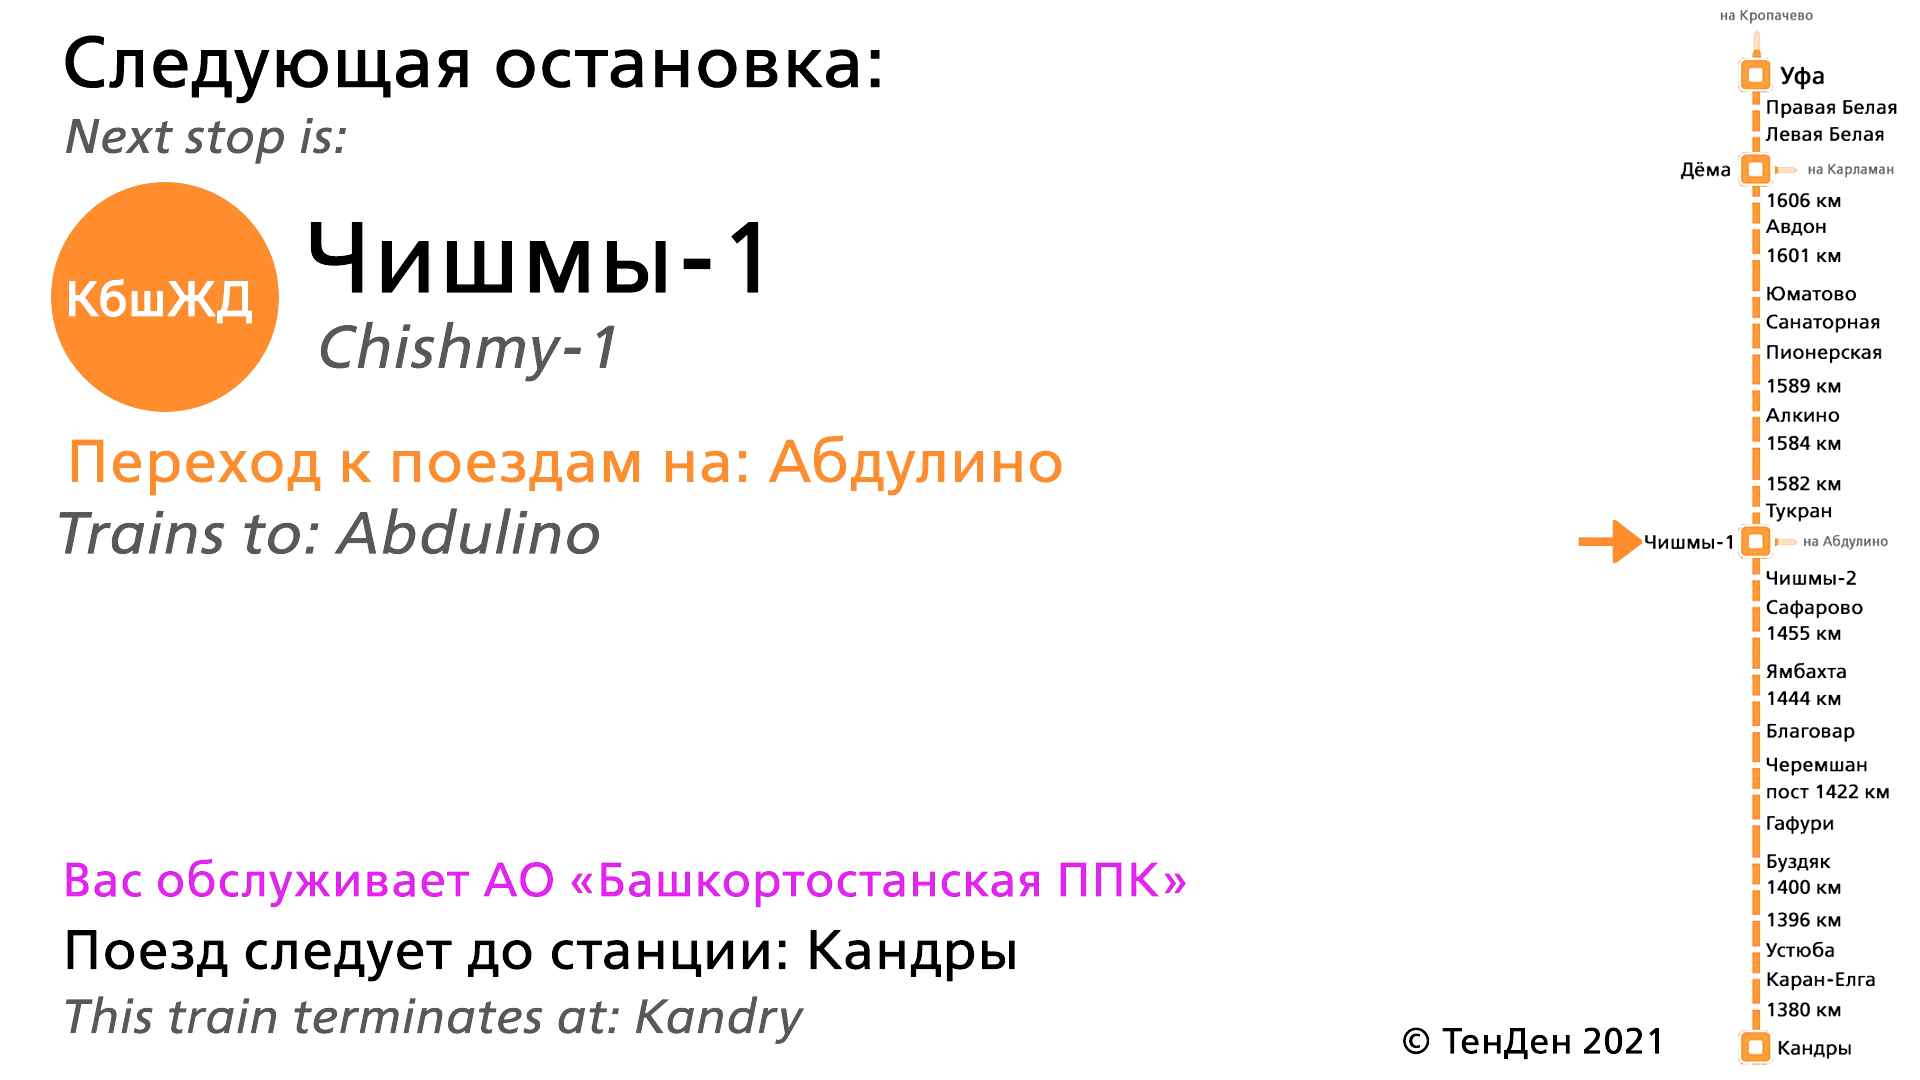 Следующая остановка:
Next stop is:
КбшЖД
Чишмы-1
Chishmy-1
Переход к поездам на: Абдулино
Trains to: Abdulino
Вас обслуживает АО «Башкортостанская ППК»
Поезд следует до станции: Кандры
This train terminates at: Kandry
© ТенДен 2021
на Кропачево
Уфа
Правая Белая
Левая Белая
Дёма
на Карламан
1606 км
Авдон
1601 км
Юматово
Санаторная
Пионерская
1589 км
Алкино
1584 км
1582 км
Тукран
Чишмы-1
на Абдулино
Чишмы-2
Сафарово
1455 км
Ямбахта
1444 км
Благовар
Черемшан
пост 1422 км
Гафури
Буздяк
1400 км
1396 км
Устюба
Каран-Елга
1380 км
Кандры